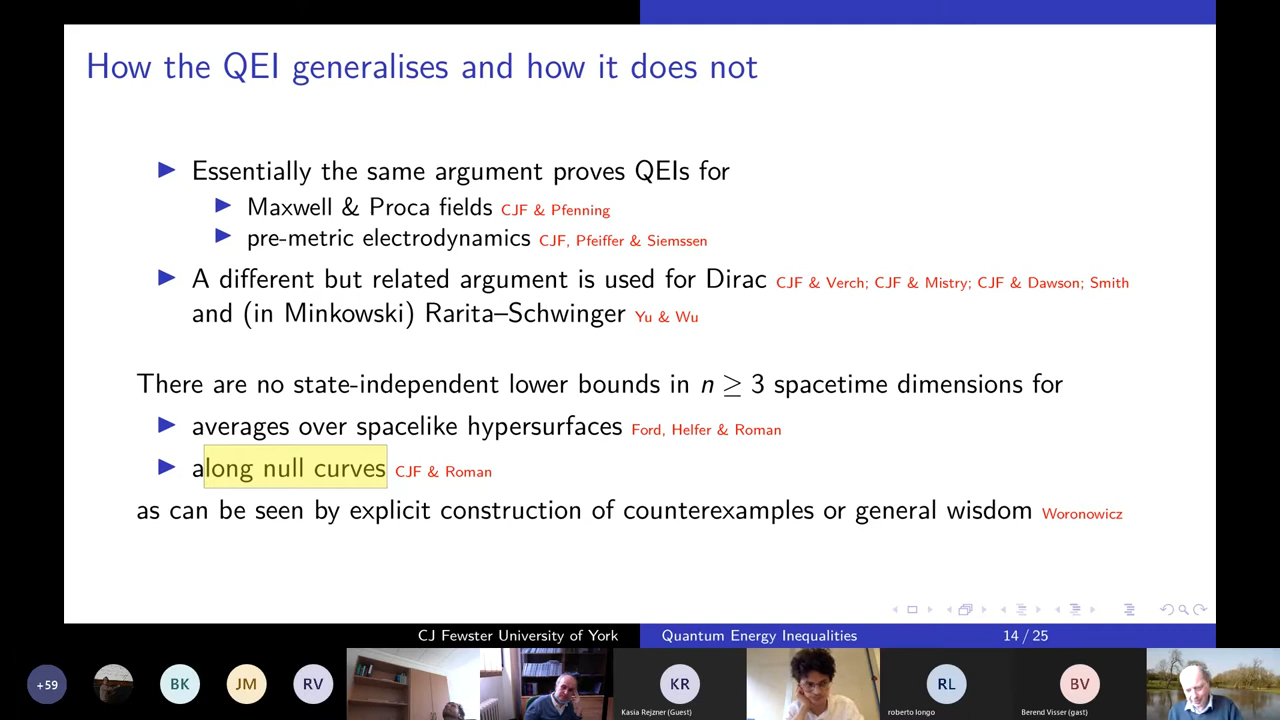 How the QEI generalises and how it does not
Essentially the same argument proves QEIs for
Maxwell & Proca fields CJF & Pfenning
pre-metric electrodynamics CJF, Pfeiffer & Siemssen
A different but related argument is used for Dirac CJF & Verch; CJF & Mistry; CJF & Dawson; Smith
and (in Minkowski) Rarita–Schwinger Yu & Wu
There are no state-independent lower bounds in n ≥ 3 spacetime dimensions for
averages over spacelike hypersurfaces Ford, Helfer & Roman
along null curves CJF & Roman
as can be seen by explicit construction of counterexamples or general wisdom Woronowicz
CJ Fewster University of York Quantum Energy Inequalities 14 / 25
+59 BK JM RV KR RL BV
Kasia Rejzner (Guest) roberto longo Berend Visser (gast)